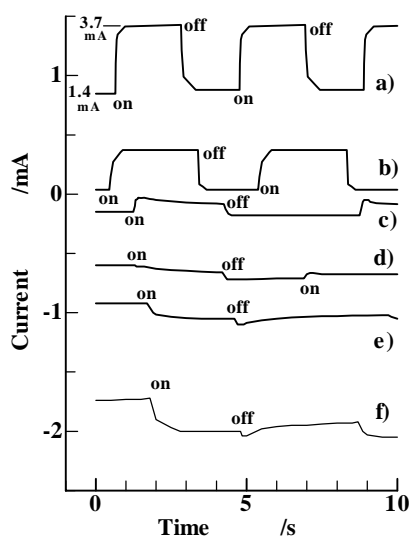 3.7
mA
off
off
1
1.4
mA
on
on
a)
b)
/mA
off
0
on
on
c)
on
off
d)
on
off
on
Current
-1
on
off
e)
on
f)
off
-2
0
5
10
Time /s